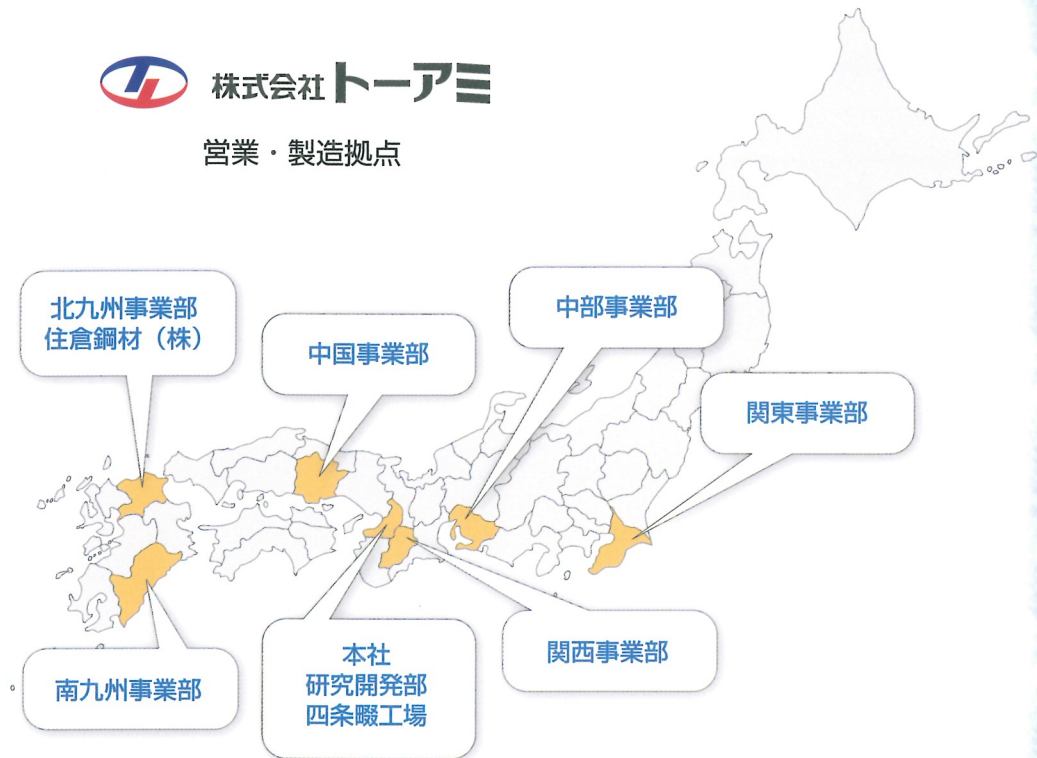 株式会社トーアミ
営業・製造拠点
北九州事業部
住倉鋼材（株）
中国事業部
中部事業部
関東事業部
南九州事業部
本社
研究開発部
四条畷工場
関西事業部